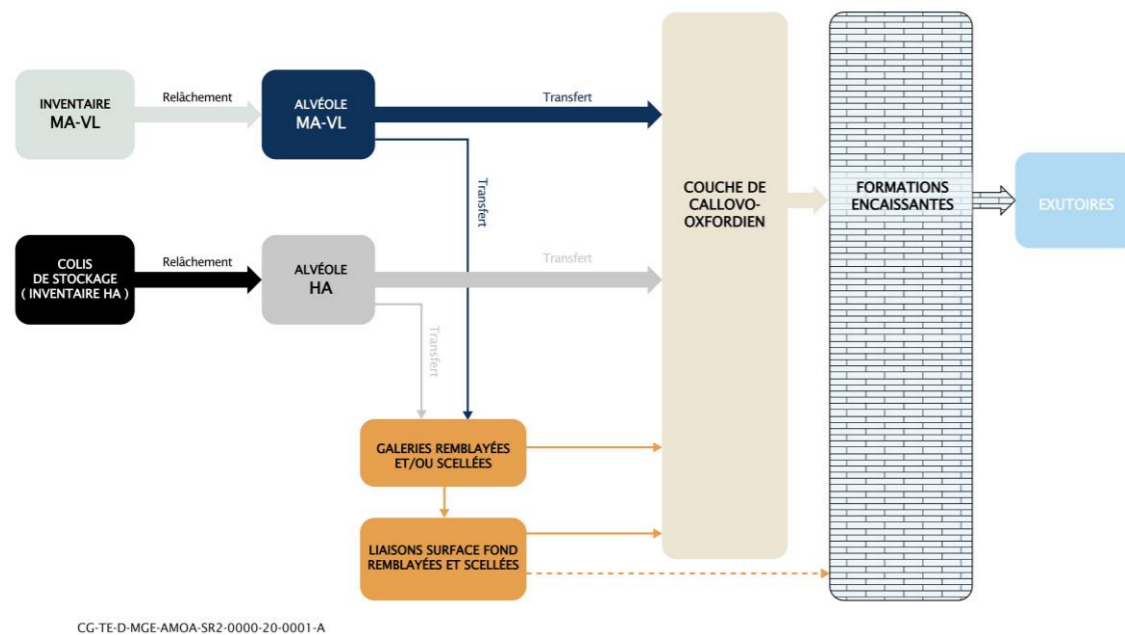 INVENTAIRE
MA-VL
Relâchement
ALVÉOLE
MA-VL
Transfert
Transfert
COLIS
DE STOCKAGE
( INVENTAIRE HA )
Relâchement
ALVÉOLE
HA
Transfert
Transfert
GALERIES REMBLAYÉES
ET/OU SCELLÉES
LIAISONS SURFACE FOND
REMBLAYÉES ET SCELLÉES
COUCHE DE
CALLOVO-
OXFORDIEN
FORMATIONS
ENCAISSANTES
EXUTOIRES
CG-TE-D-MGE-AMOA-SR2-0000-20-0001-A